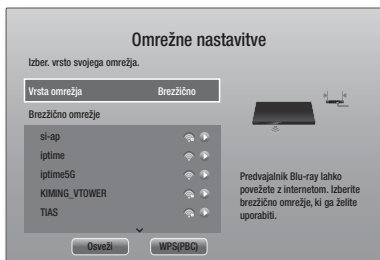 Omrežne nastavitve
Izber. vrsto svojega omrežja.
Vrsta omrežja Brezžično
Brezžično omrežje
si-ap
iptime
iptime5G
KIMING_VTOWER
TIAS
Predvajalnik Blu-ray lahko
povežete z internetom. Izberite
brezžično omrežje, ki ga želite
uporabiti.
Osveži WPS(PBC)